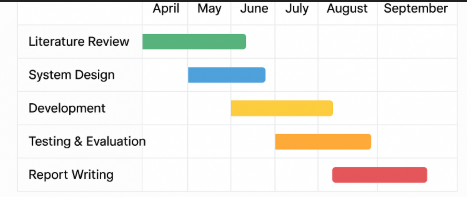 April May June July August September
Literature Review
System Design
Development
Testing & Evaluation
Report Writing